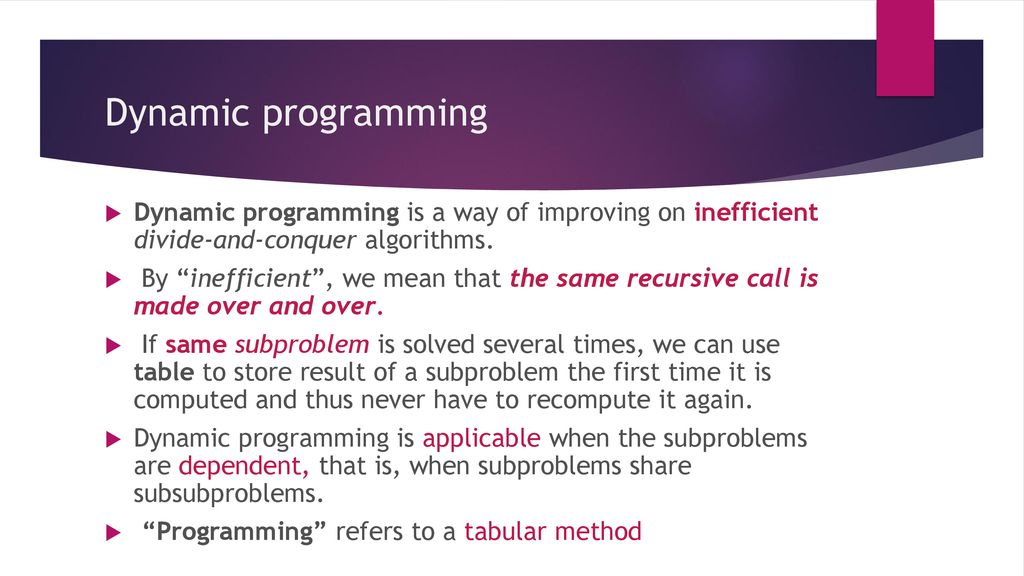 Dynamic programming
Dynamic programming is a way of improving on inefficient
divide-and-conquer algorithms.
By “inefficient”, we mean that the same recursive call is
made over and over.
If same subproblem is solved several times, we can use
table to store result of a subproblem the first time it is
computed and thus never have to recompute it again.
Dynamic programming is applicable when the subproblems
are dependent, that is, when subproblems share
subsubproblems.
“Programming” refers to a tabular method